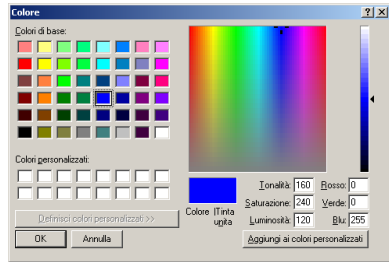 Colore
Colori di base:
Colori personalizzati:
Definisci colori personalizzati >>
OK
Annulla
Colore |Tinta
unita
Tonalità: 160
Saturazione: 240
Luminosità: 120
Rosso: 0
Verde: 0
Blu: 255
Aggiungi ai colori personalizzati